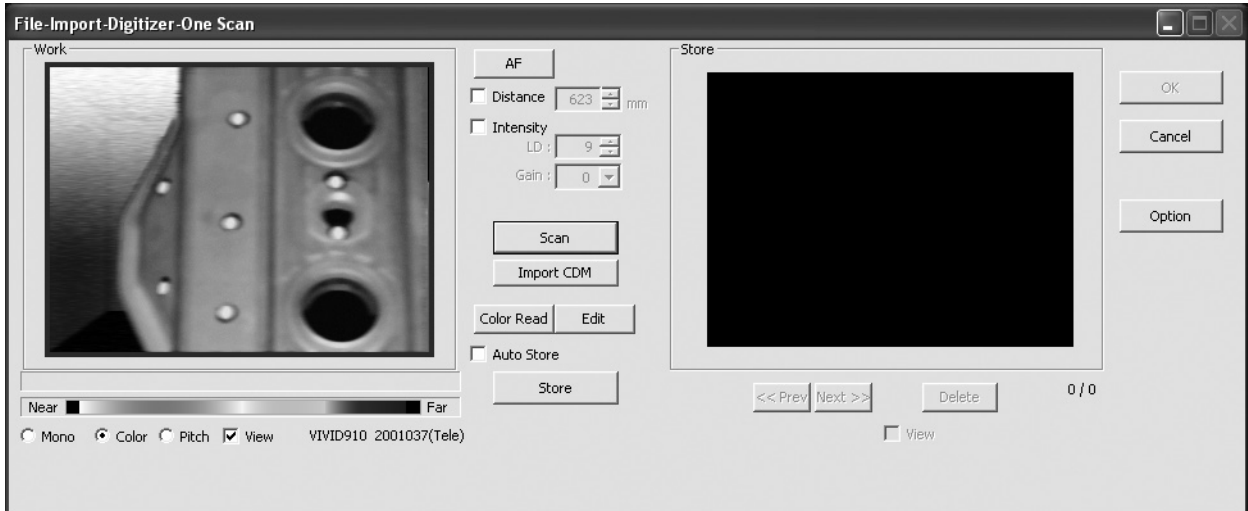 File-Import-Digitizer-One Scan
Work
AF
Distance 623 mm
Intensity
LD : 9
Gain : 0
Scan
Import CDM
Color Read Edit
Auto Store
Store
Near Far
Mono Color Pitch View VIVID910 2001037(Tele)
Store
<< Prev Next >> Delete 0 / 0
View
OK
Cancel
Option